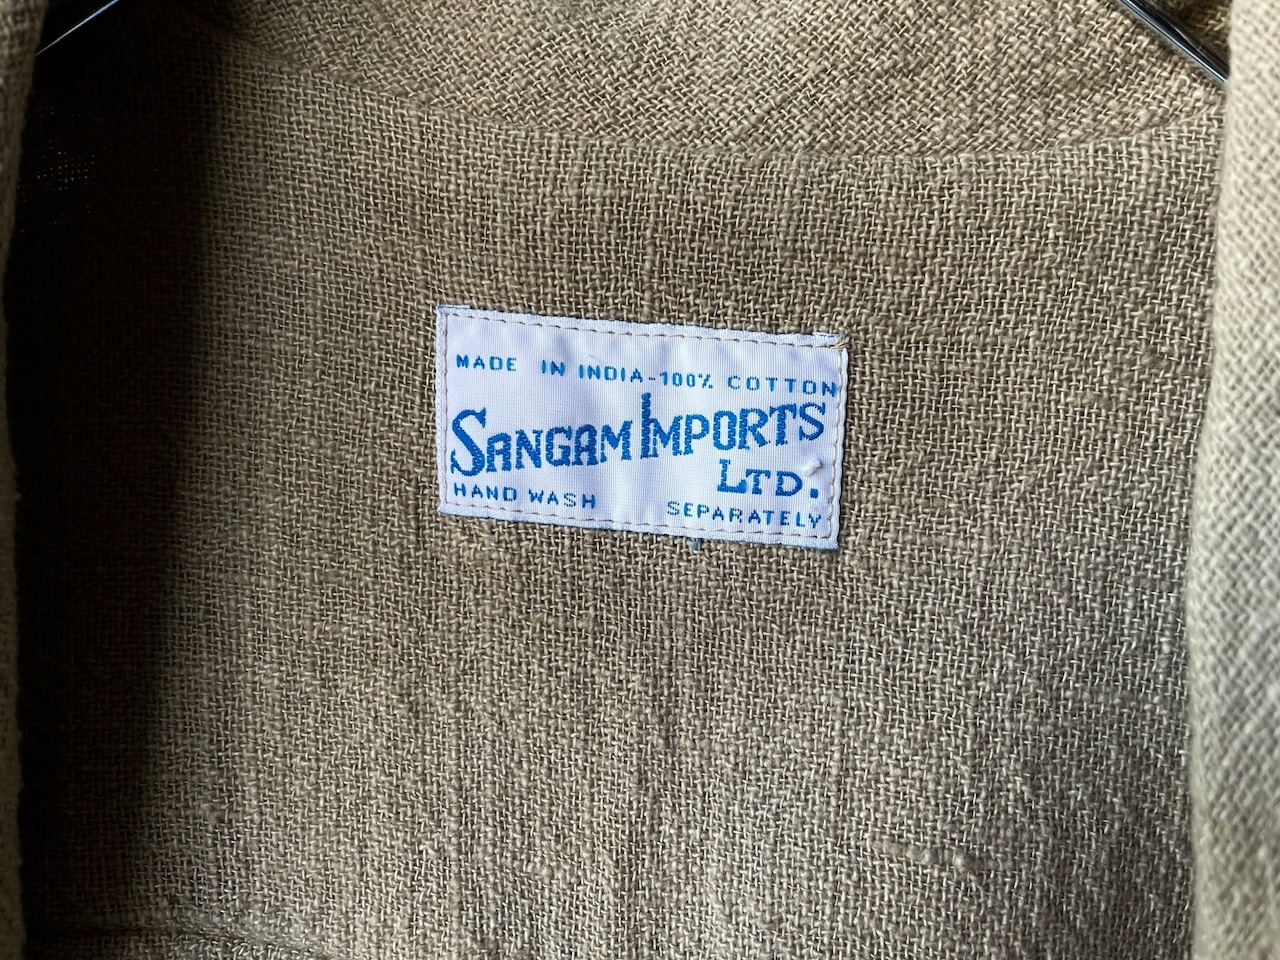 MADE IN INDIA-100% COTTON
SANGAM IMPORTS
LTD.
HAND WASH SEPARATELY